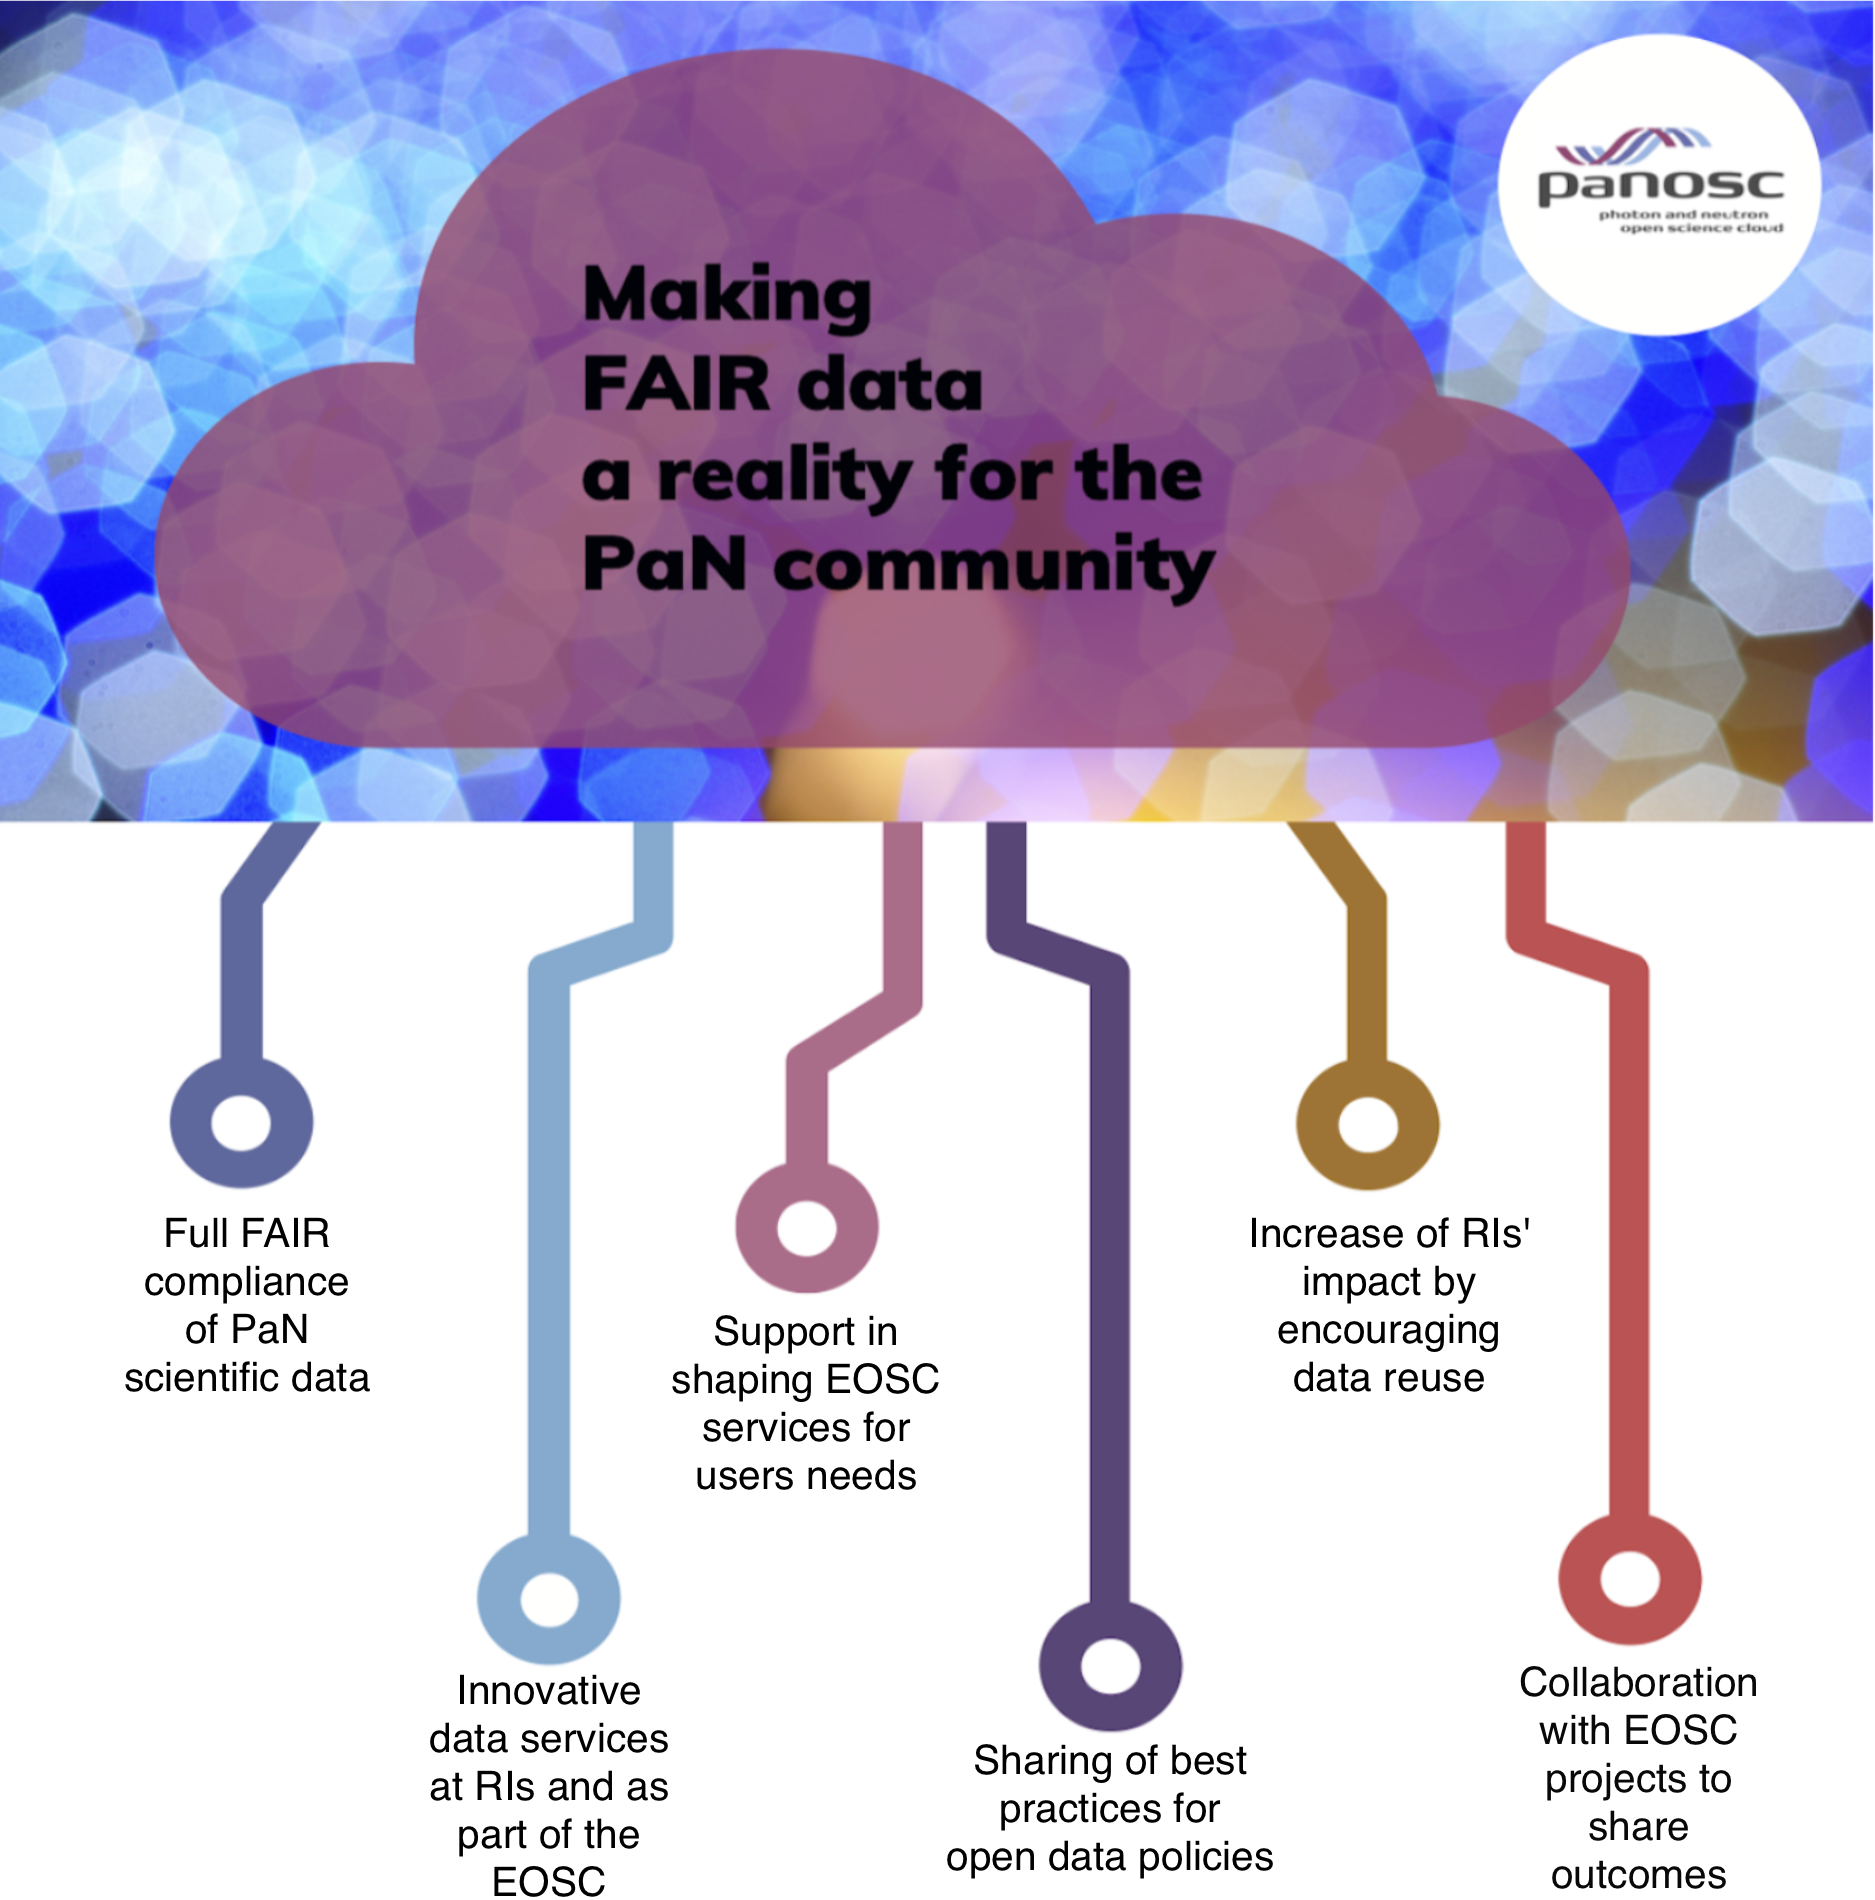 panosc
photon and neutron
open science cloud
Making
FAIR data
a reality for the
PaN community
Full FAIR
compliance
of PaN
scientific data
Innovative
data services
at RIs and as
part of the
EOSC
Support in
shaping EOSC
services for
users needs
Sharing of best
practices for
open data policies
Increase of RIs'
impact by
encouraging
data reuse
Collaboration
with EOSC
projects to
share
outcomes